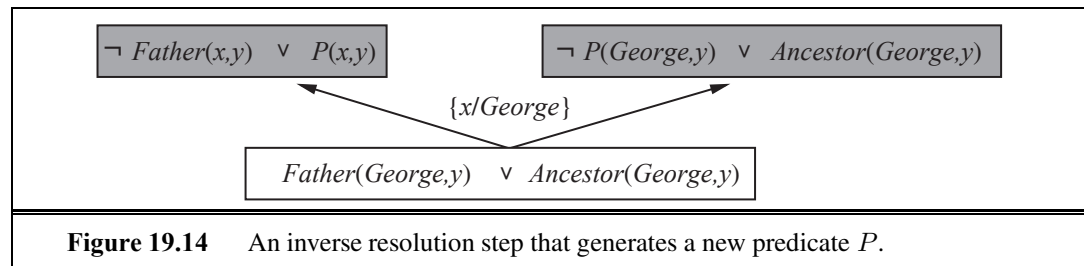 ¬ Father(x,y) ∨ P(x,y) ¬ P(George,y) ∨ Ancestor(George,y)
{x/George}
Father(George,y) ∨ Ancestor(George,y)
Figure 19.14 An inverse resolution step that generates a new predicate P.